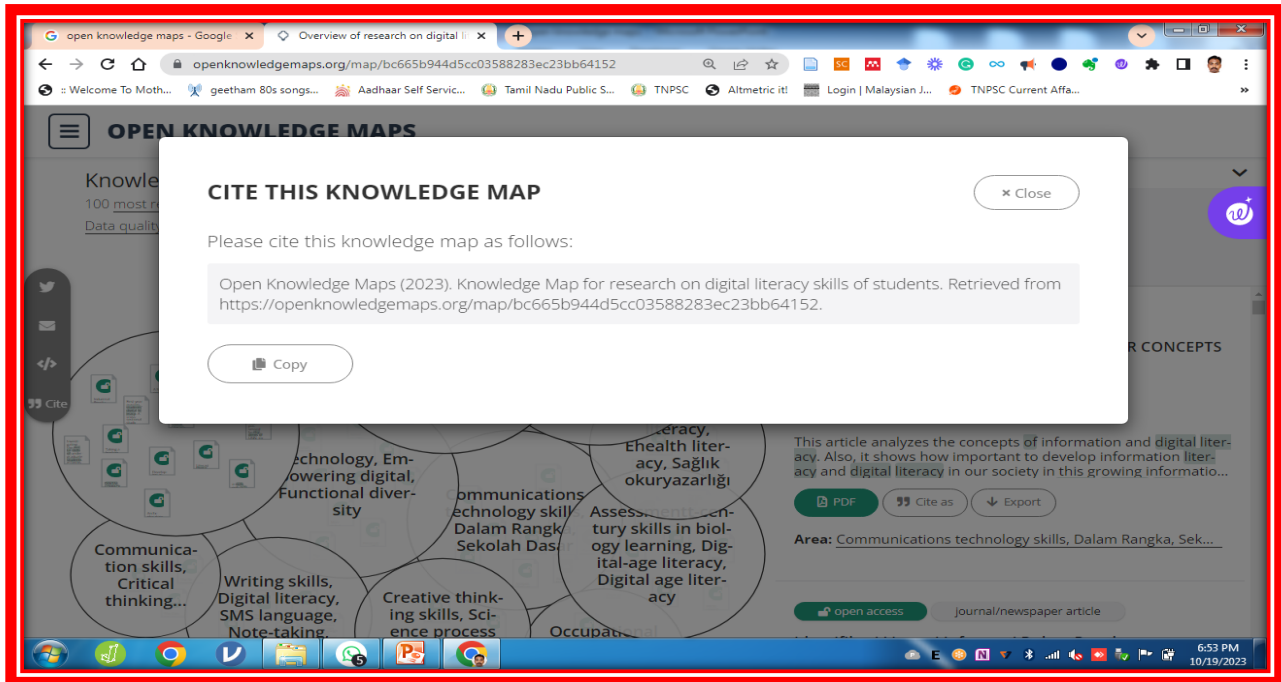 open knowledge maps - Google
Overview of research on digital li
openknowledgemaps.org/map/bc665b944d5cc03588283ec23bb64152
:: Welcome To Moth...
geetham 80s songs...
Aadhaar Self Servic...
Tamil Nadu Public S...
TNPSC
Altmetric it!
Login | Malaysian J...
TNPSC Current Affa...
»
OPEN KNOWLEDGE MAPS
Knowle
100 most r
Data quality
CITE THIS KNOWLEDGE MAP
× Close
Please cite this knowledge map as follows:
Open Knowledge Maps (2023). Knowledge Map for research on digital literacy skills of students. Retrieved from
https://openknowledgemaps.org/map/bc665b944d5cc03588283ec23bb64152.
Copy
Cite
R CONCEPTS
eracy,
Ehealth liter-
acy, Sağlık
okuryazarlığı
echnology, Em-
owering digital,
Functional diver-
sity
ommunications
echnology skill
Dalam Rangk
Sekolah Dasa
Assessment
tury skills in biol-
ogy learning, Dig-
ital-age literacy,
Digital age liter-
acy
Communica-
tion skills,
Critical
thinking...
Writing skills,
Digital literacy,
SMS language,
Note-taking,
Creative think-
ing skills, Sci-
ence process
Occupational
This article analyzes the concepts of information and digital liter-
acy. Also, it shows how important to develop information liter-
acy and digital literacy in our society in this growing informatio...
PDF
Cite as
Export
Area: Communications technology skills, Dalam Rangka, Sek...
open access
journal/newspaper article
6:53 PM
10/19/2023